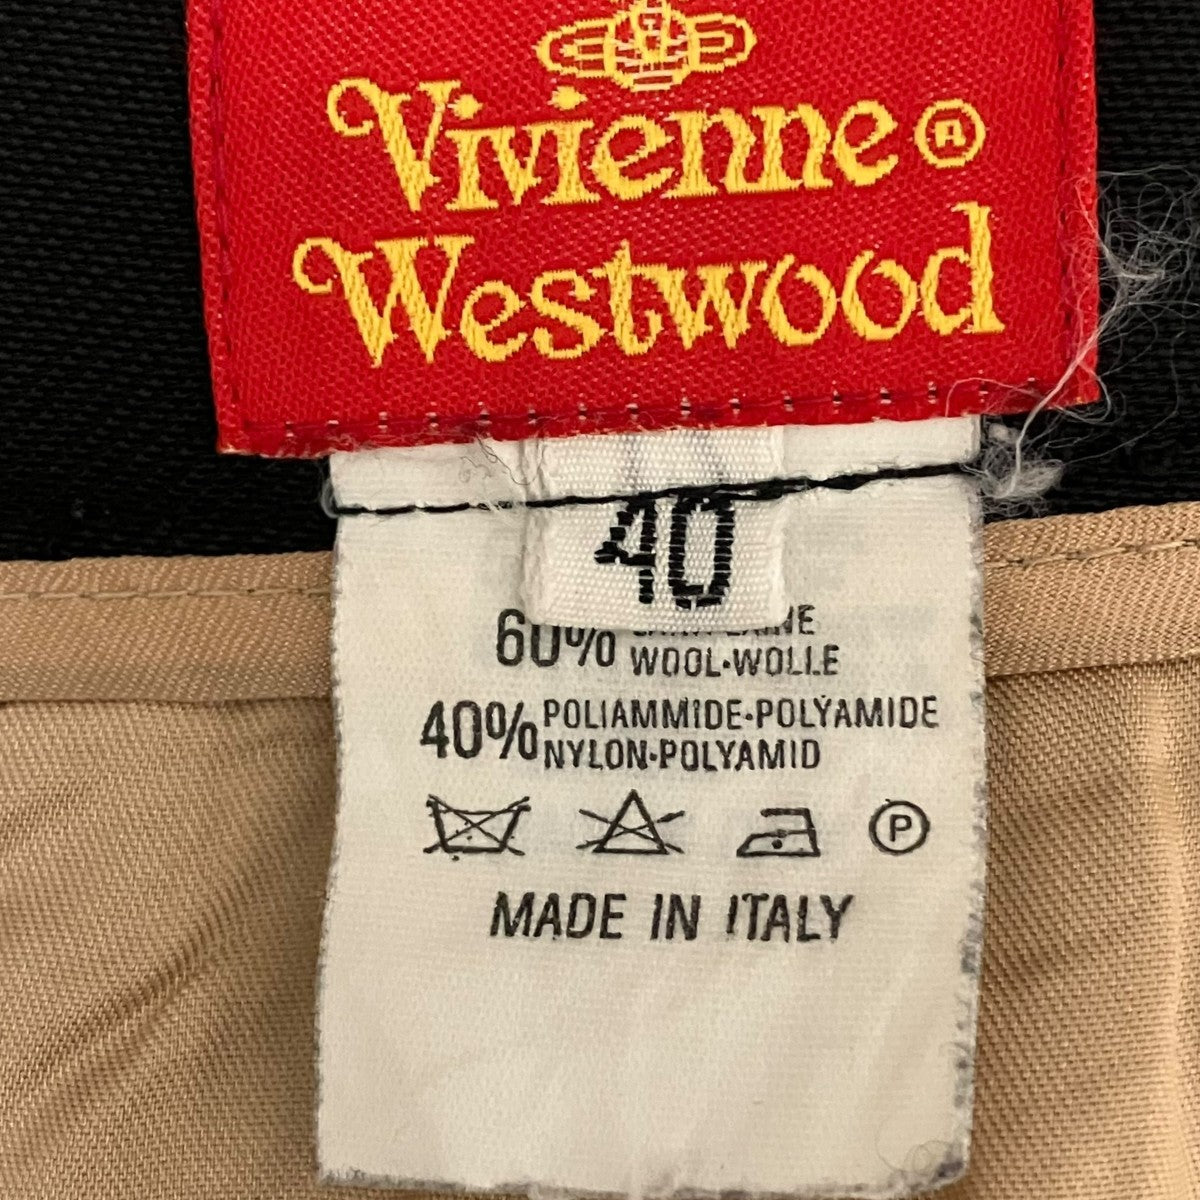 Vivienne®
Westwood
40
60% WOOL·WOLLE
40% POLIAMMIDE·POLYAMIDE
NYLON·POLYAMID
P
MADE IN ITALY